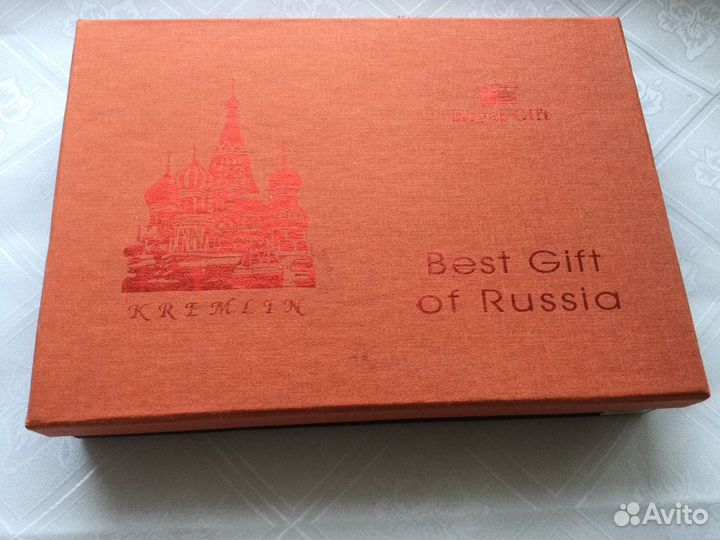 Royal Gift
KREMLIN
Best Gift
of Russia
Avito